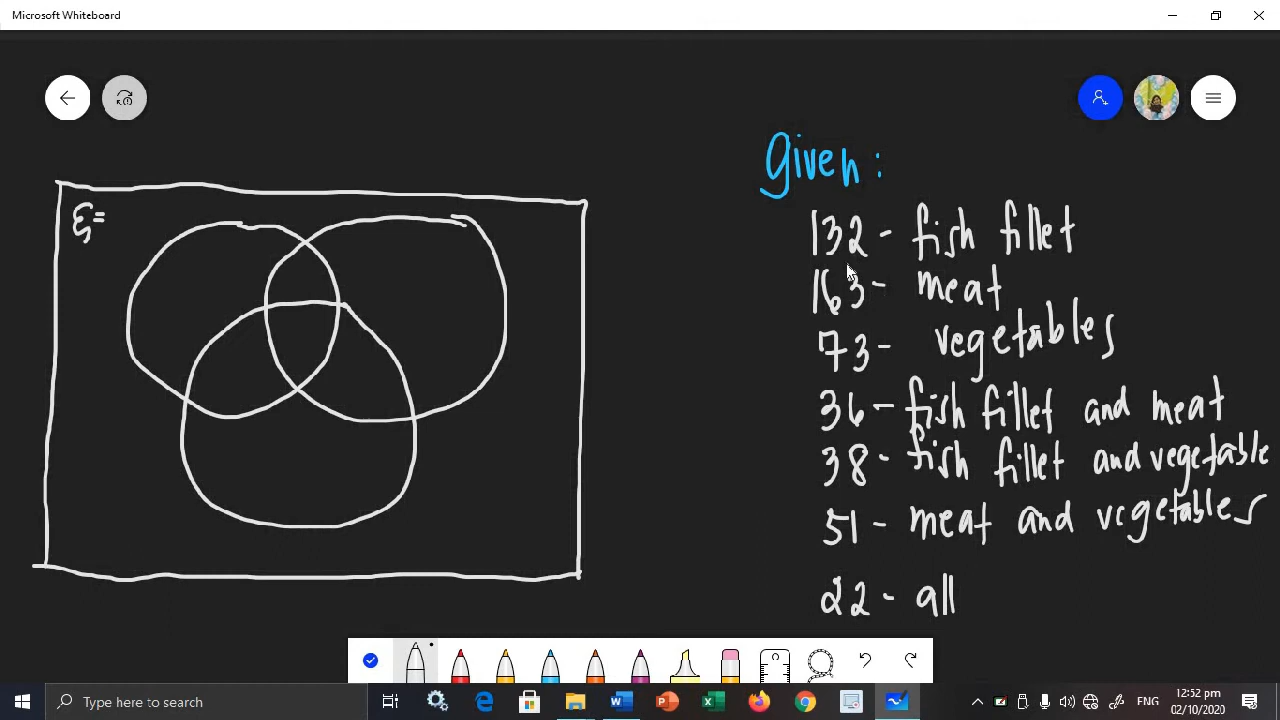 Microsoft Whiteboard
Given:
ξ=
132 - fish fillet
163 - meat
73 - vegetables
36 - fish fillet and meat
38 - fish fillet and vegetable
51 - meat and vegetables
22 - all
Type here to search
ENG
12:32 pm
02/10/2020